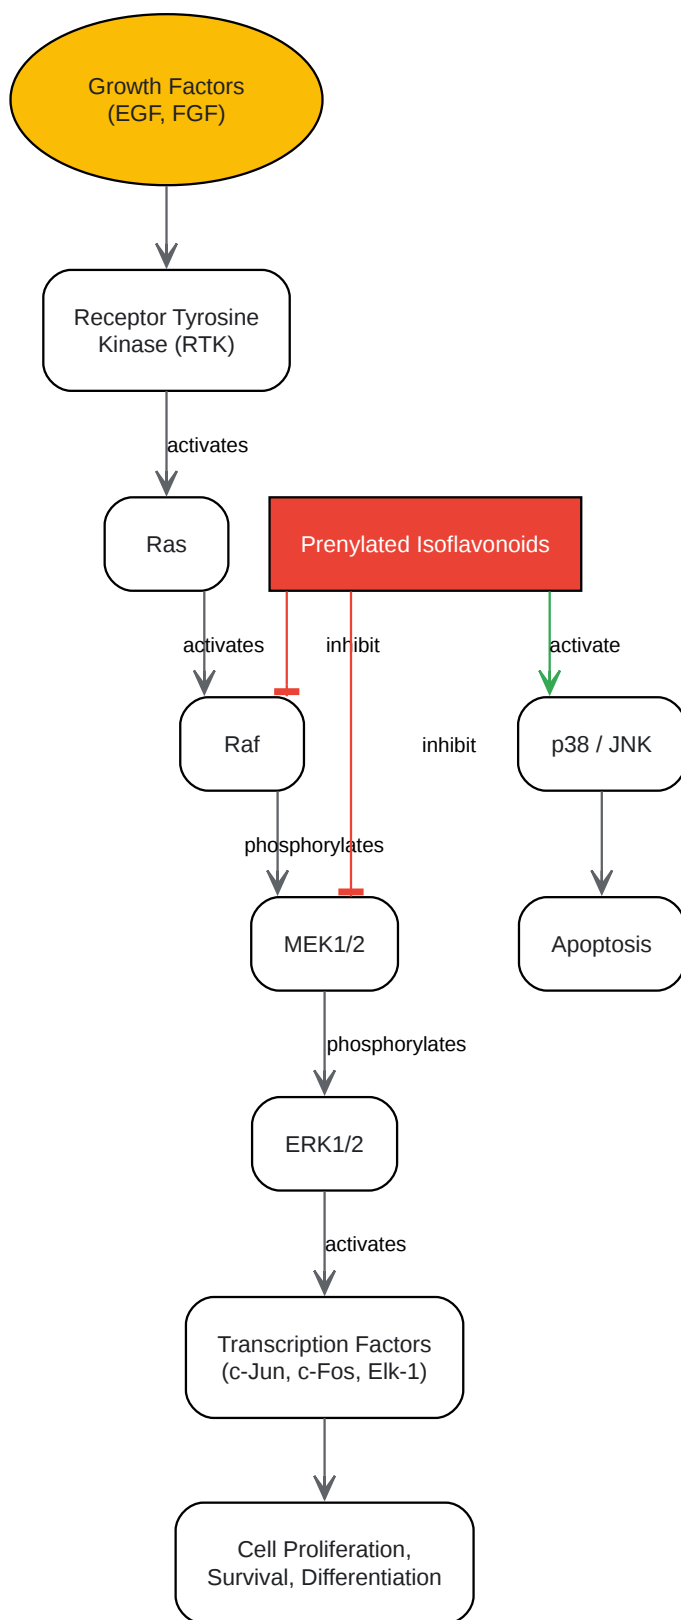 Growth Factors
(EGF, FGF)
Receptor Tyrosine
Kinase (RTK)
activates
Ras
Prenylated Isoflavonoids
activates
inhibit
activate
Raf
inhibit
p38 / JNK
phosphorylates
MEK1/2
Apoptosis
phosphorylates
ERK1/2
activates
Transcription Factors
(c-Jun, c-Fos, Elk-1)
Cell Proliferation,
Survival, Differentiation